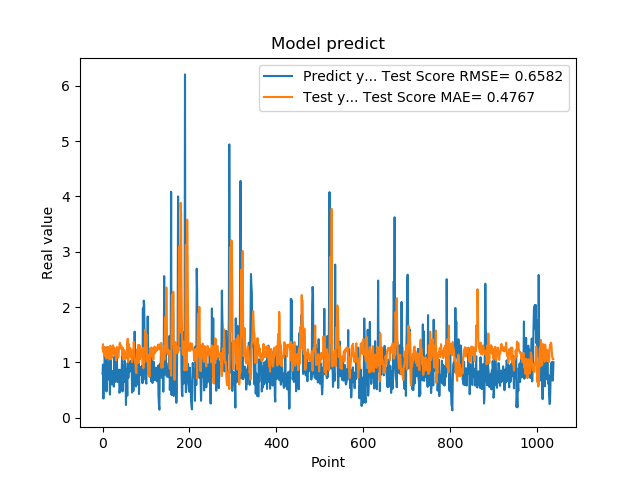 Model predict
Predict y... Test Score RMSE= 0.6582
Test y... Test Score MAE= 0.4767
Real value
6
5
4
3
2
1
0
0 200 400 600 800 1000
Point